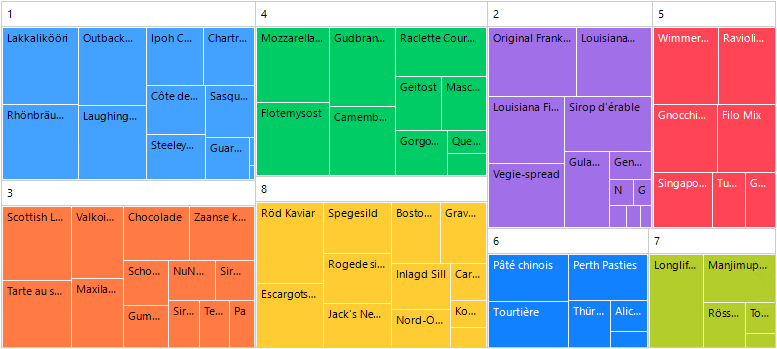 1
Lakkalikööri
Outback...
Ipoh C...
Chartr...
Côte de...
Sasqu...
Rhönbräu...
Laughing...
Steeley...
Guar...
4
Mozzarella...
Gudbran...
Raclette Cour...
Geitost
Masc...
Flotemysost
Camemb...
Gorgo...
Que...
2
Original Frank...
Louisiana...
Louisiana Fi...
Sirop d'érable
Vegie-spread
Gula...
Gen...
N
G
5
Wimmer...
Ravioli...
Gnocchi...
Filo Mix
Singapo...
Tu...
G...
3
Scottish L...
Valkoi...
Chocolade
Zaanse k...
Scho...
NuN...
Sir...
Tarte au s...
Maxila...
Gum...
Sir...
Te...
Pa
8
Röd Kaviar
Spegesild
Bosto...
Grav...
Rogede si...
Inlagd Sill
Car...
Escargots...
Jack's Ne...
Nord-O...
Ko...
6
Pâté chinois
Perth Pasties
Tourtière
Thür...
Alic...
7
Longlif...
Manjimup...
Röss...
To...